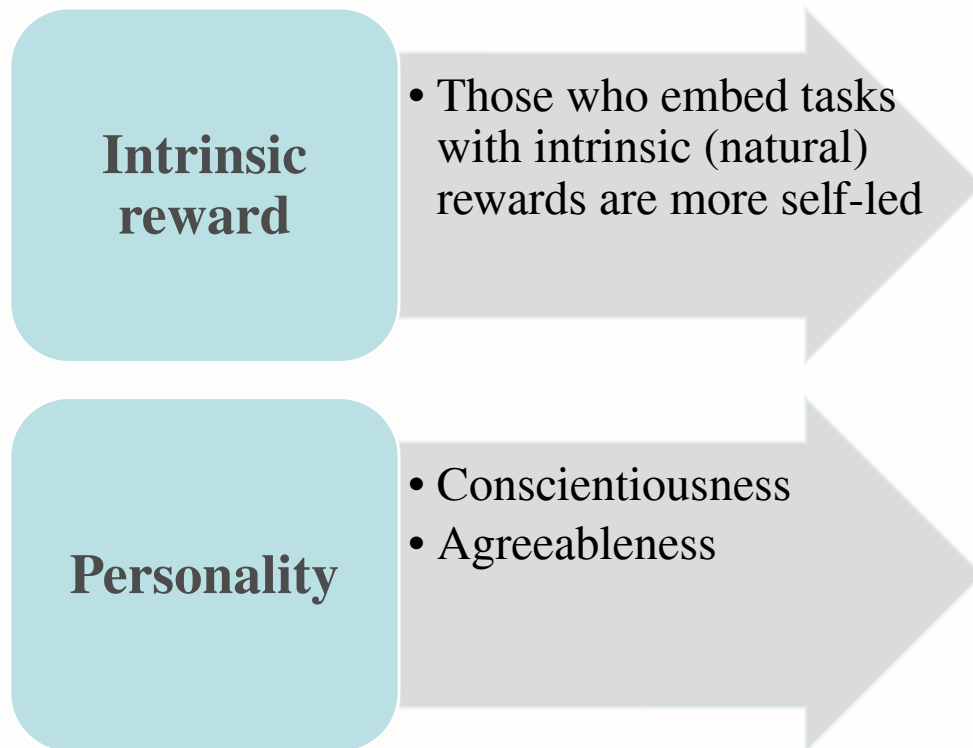 Intrinsic
reward
• Those who embed tasks
with intrinsic (natural)
rewards are more self-led
Personality
• Conscientiousness
• Agreeableness